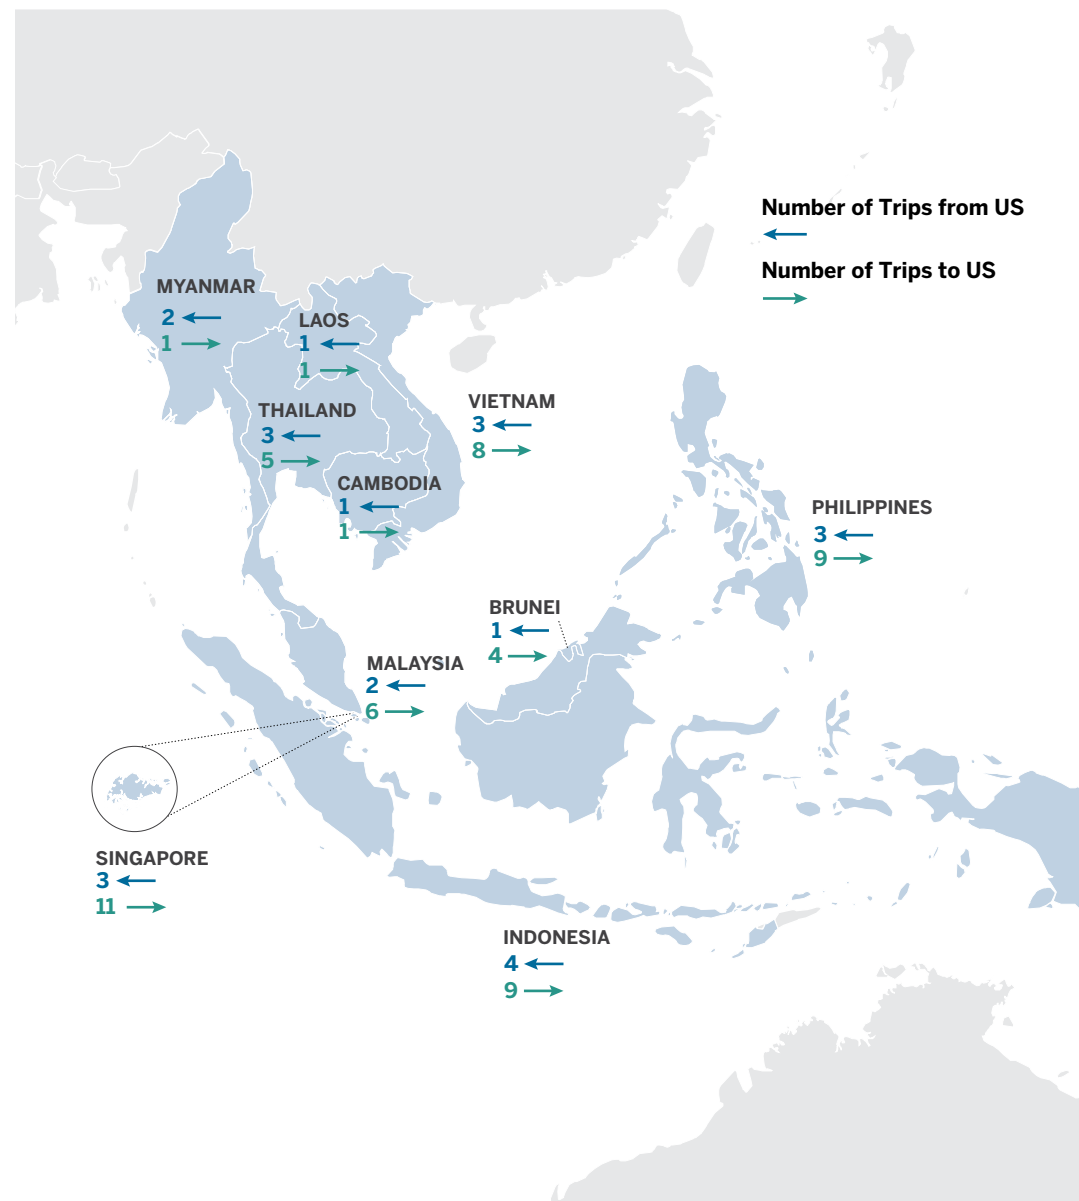 Number of Trips from US
Number of Trips to US
MYANMAR
2
1
LAOS
1
1
THAILAND
3
5
VIETNAM
3
8
CAMBODIA
1
1
PHILIPPINES
3
9
BRUNEI
1
4
MALAYSIA
2
6
SINGAPORE
3
11
INDONESIA
4
9